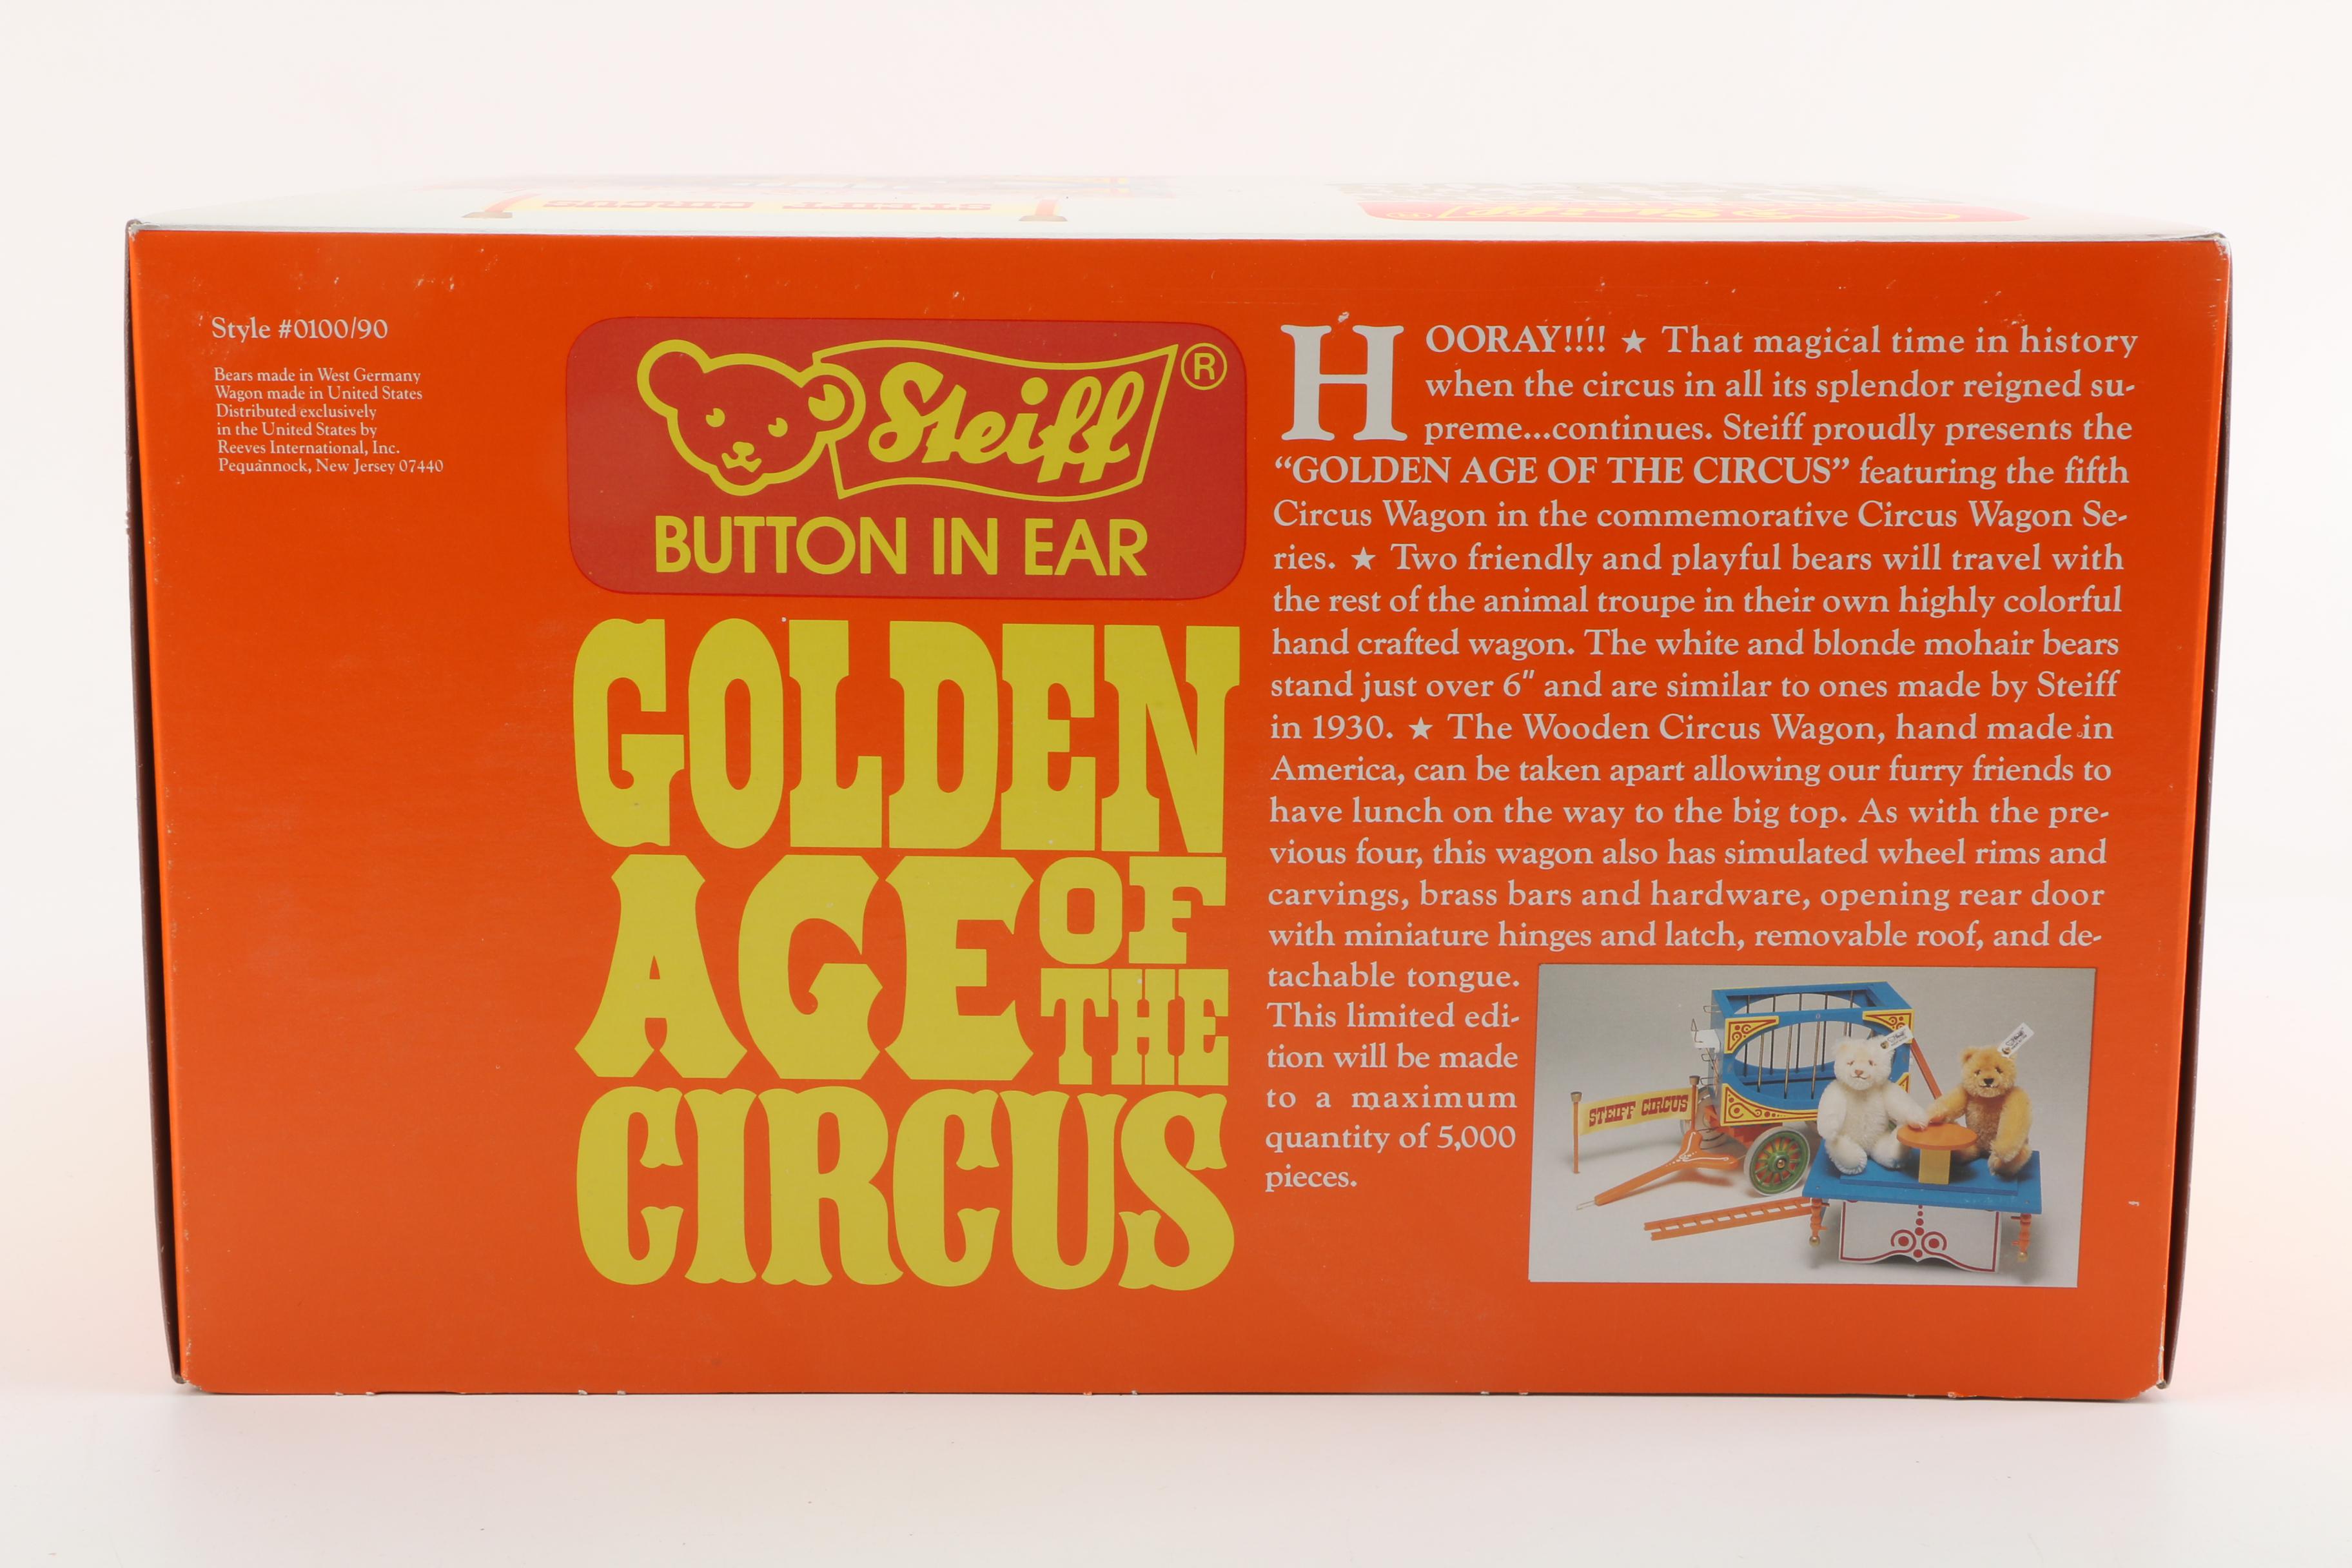 STEIFF CIRCUS
Steiff ®
Style #0100/90
Bears made in West Germany
Wagon made in United States
Distributed exclusively
in the United States by
Reeves International, Inc.
Pequannock, New Jersey 07440
Steiff ®
BUTTON IN EAR
GOLDEN
AGE OF
THE
CIRCUS
HOORAY!!!! ★ That magical time in history
when the circus in all its splendor reigned su-
preme...continues. Steiff proudly presents the
“GOLDEN AGE OF THE CIRCUS” featuring the fifth
Circus Wagon in the commemorative Circus Wagon Se-
ries. ★ Two friendly and playful bears will travel with
the rest of the animal troupe in their own highly colorful
hand crafted wagon. The white and blonde mohair bears
stand just over 6" and are similar to ones made by Steiff
in 1930. ★ The Wooden Circus Wagon, hand made in
America, can be taken apart allowing our furry friends to
have lunch on the way to the big top. As with the pre-
vious four, this wagon also has simulated wheel rims and
carvings, brass bars and hardware, opening rear door
with miniature hinges and latch, removable roof, and de-
tachable tongue.
This limited edi-
tion will be made
to a maximum
quantity of 5,000
pieces.
STEIFF CIRCUS